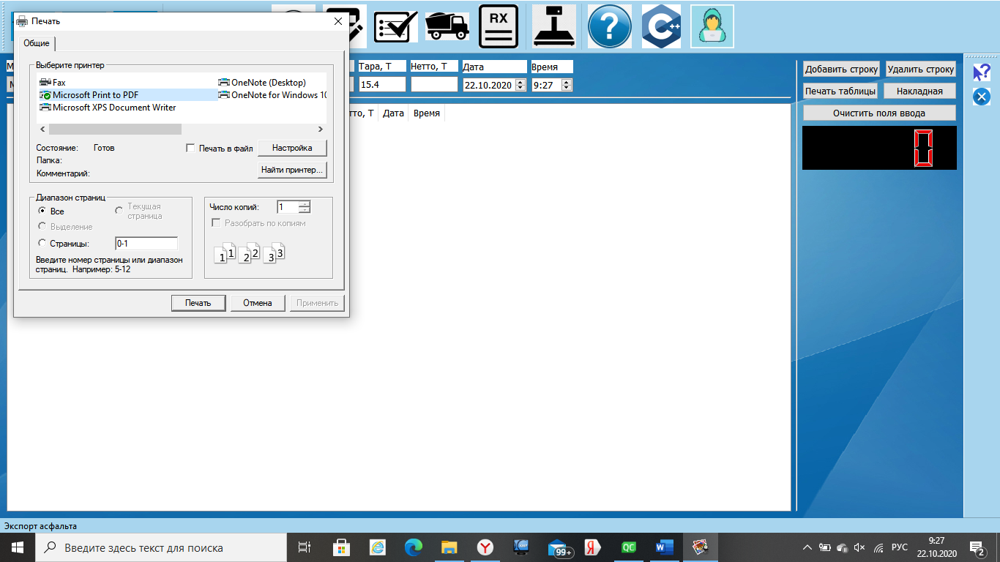 Печать
Общие
Выберите принтер
Fax
Microsoft Print to PDF
Microsoft XPS Document Writer
OneNote (Desktop)
OneNote for Windows 10
Состояние: Готов
Папка:
Комментарий:
Печать в файл
Настройка
Найти принтер...
Диапазон страниц
Все
Текущая
страница
Выделение
Страницы: 0-1
Введите номер страницы или диапазон
страниц. Например: 5-12
Число копий: 1
Разобрать по копиям
1 1 2 2 3 3
Печать Отмена Применить
RX
C++
Тара, Т Нетто, Т Дата Время
15.4 22.10.2020 9:27
тто, Т Дата Время
Добавить строку Удалить строку
Печать таблицы Накладная
Очистить поля ввода
0
Экспорт асфальта
Введите здесь текст для поиска
99+
QC
РУС
9:27
22.10.2020
2